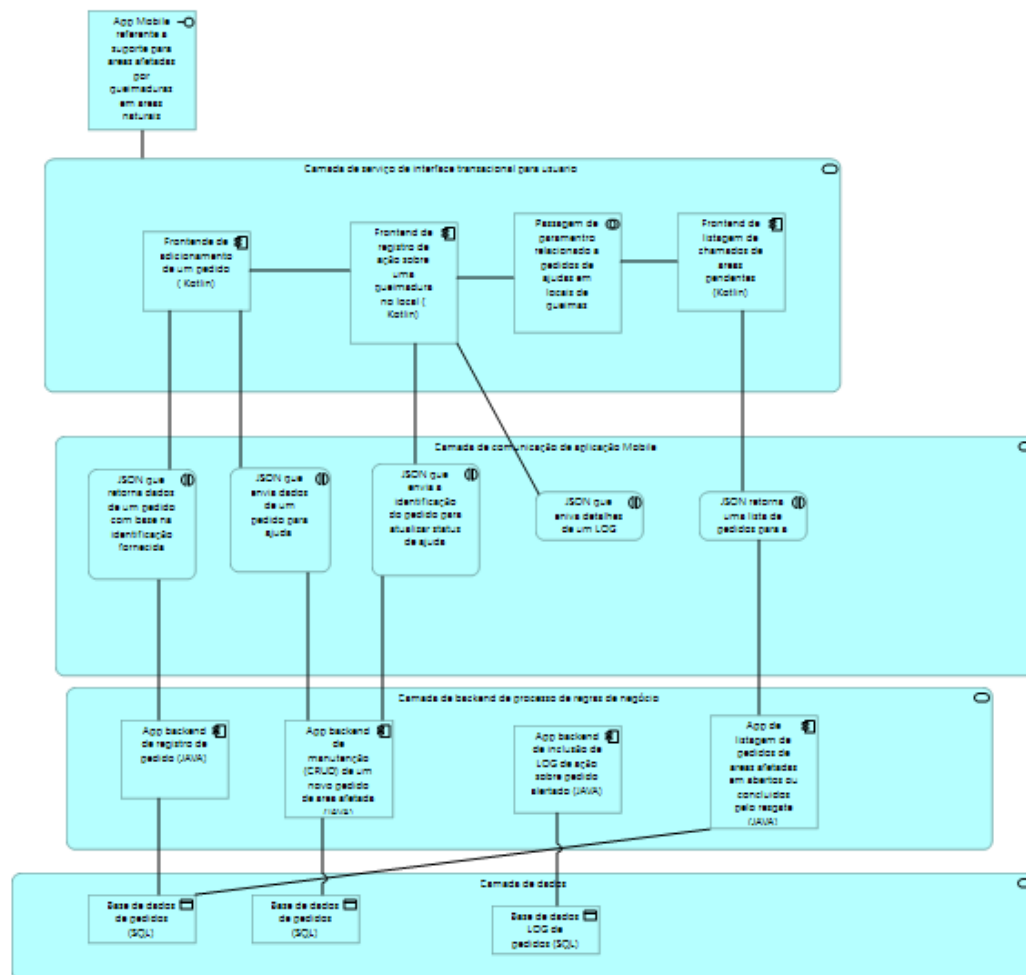 App Mobile
referente a
suporte para
areas afetadas
por
queimaduras
em areas
naturais
Camada de serviço de interface transacional para usuario
Frontende de
adicionamento
de um pedido
( Kotlin)
Frontend de
registro de
ação sobre
uma
queimadura
no local (
Kotlin)
Passagem de
paramentro
relacionado a
pedidos de
ajudas em
locais de
queimas
Frontend de
listagem de
chamados de
areas
pendentes
(Kotlin)
Camada de comunicação de aplicação Mobile
JSON que
retorna dados
de um pedido
com base na
identificação
fornecida
JSON que
envia dados
de um
pedido para
ajuda
JSON que
envia a
identificação
do pedido para
atualizar status
de ajuda
JSON que
eniva detalhes
de um LOG
JSON retorna
uma lista de
pedidos para a
Camada de backend de processo de regras de negócio
App backend
de registro de
pedido (JAVA)
App backend
de
manutenção
(CRUD) de um
novo pedido
de area afetada
(JAVA)
App backend
de inclusão de
LOG de ação
sobre pedido
alertado (JAVA)
App de
listagem de
pedidos de
areas afetadas
em abertos ou
concluidos
pelo resgate
(JAVA)
Camada de dados
Base de dados
de pedidos
(SQL)
Base de dados
de pedidos
(SQL)
Base de dados
LOG de
pedidos (SQL)